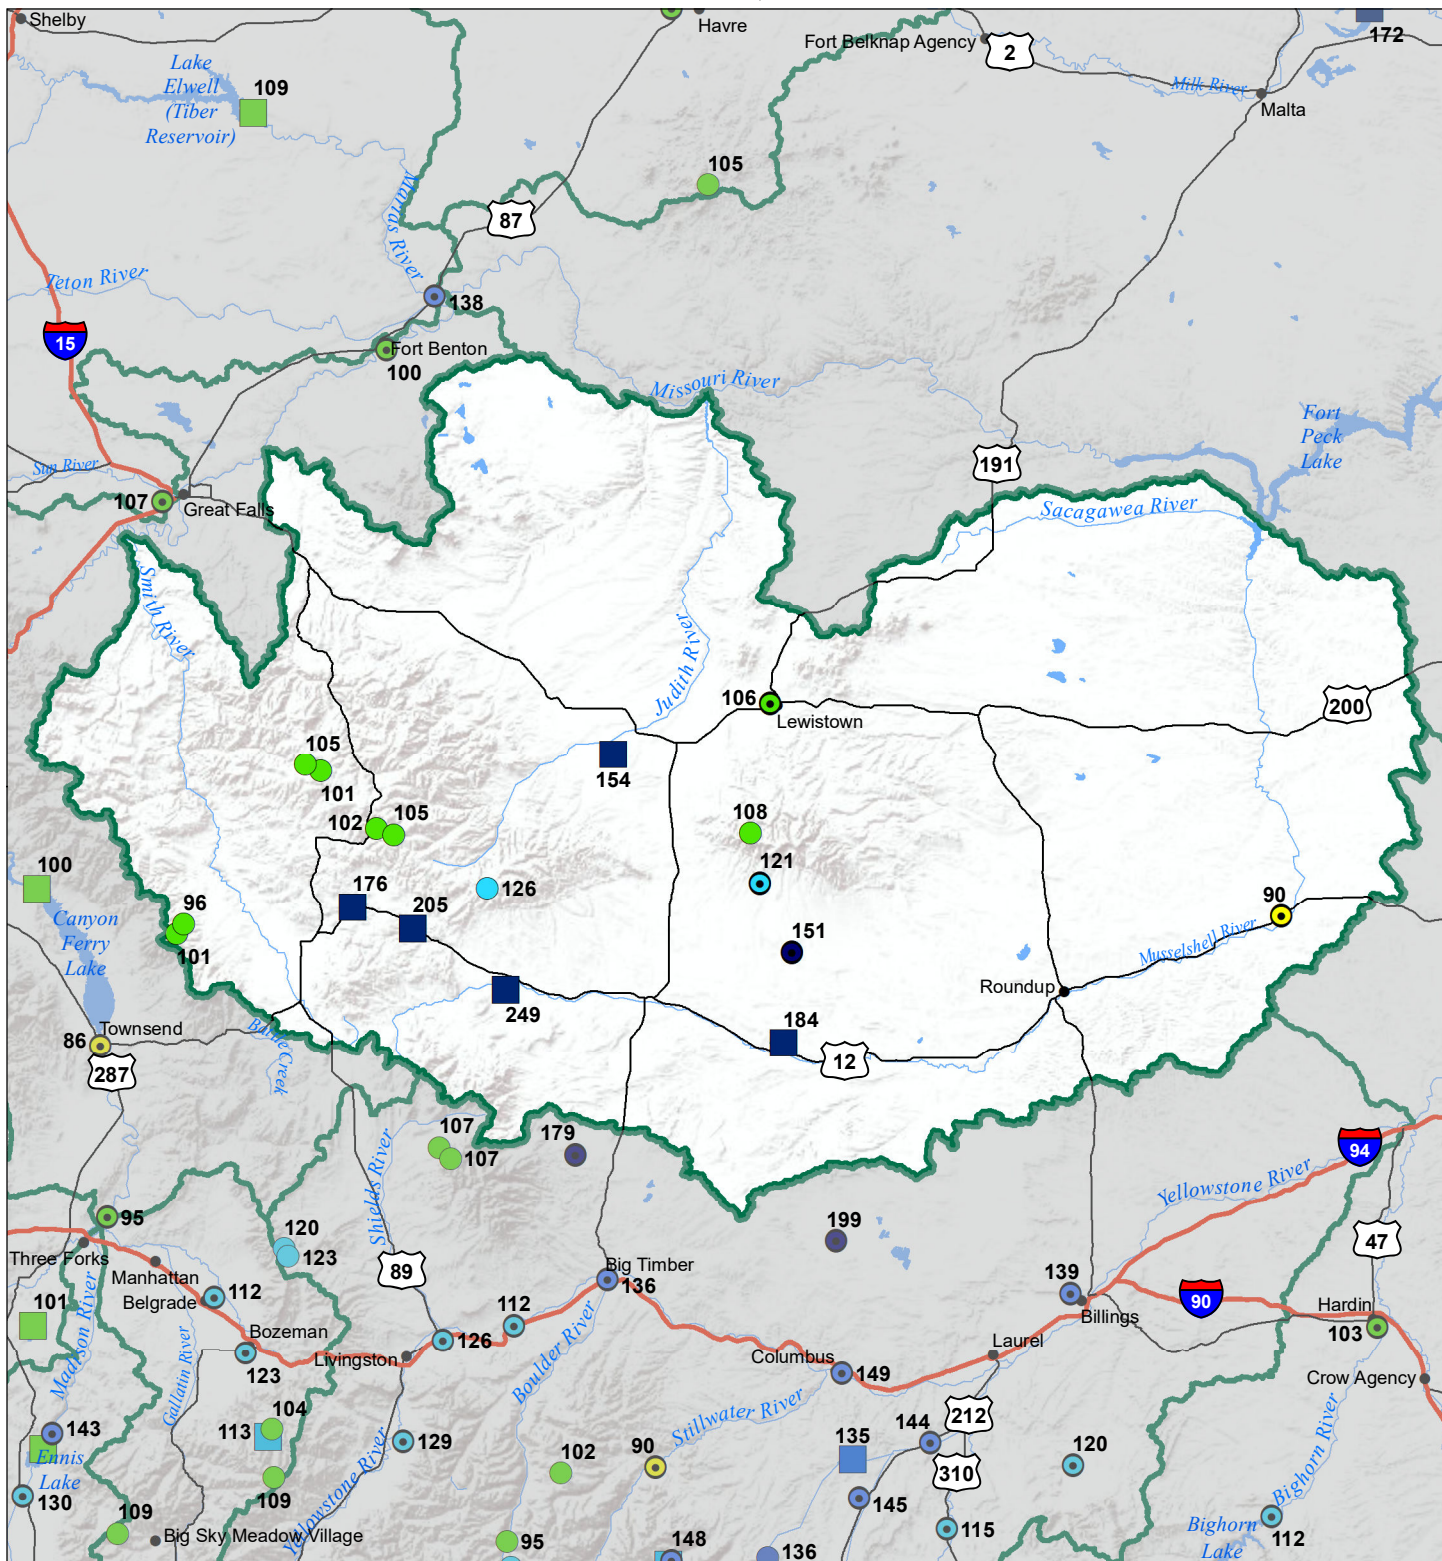 Shelby
Havre
Fort Belknap Agency
2
172
Lake
Elwell
(Tiber
Reservoir)
109
Milk River
Malta
105
Marias River
87
Teton River
138
15
Fort Benton
100
Missouri River
Fort
Peck
Lake
191
Sun River
107
Great Falls
Sacagawea River
Smith River
Judith River
106
Lewistown
200
105
101
154
102
105
108
121
100
176
205
126
96
90
Canyon
Ferry
Lake
101
151
Musselshell River
Roundup
249
184
12
Townsend
86
287
Battle Creek
107
107
179
94
Shields River
Yellowstone River
95
Three Forks
120
123
199
47
Manhattan
89
Big Timber
136
139
90
Belgrade
112
112
Billings
Hardin
103
101
Madison River
Bozeman
123
Gallatin River
Livingston
126
Boulder River
Columbus
149
Laurel
Crow Agency
143
104
113
Stillwater River
212
144
135
Ennis
Lake
129
102
90
310
120
Bighorn River
130
109
Yellowstone River
145
109
Big Sky Meadow Village
95
148
136
115
112
Bighorn
Lake